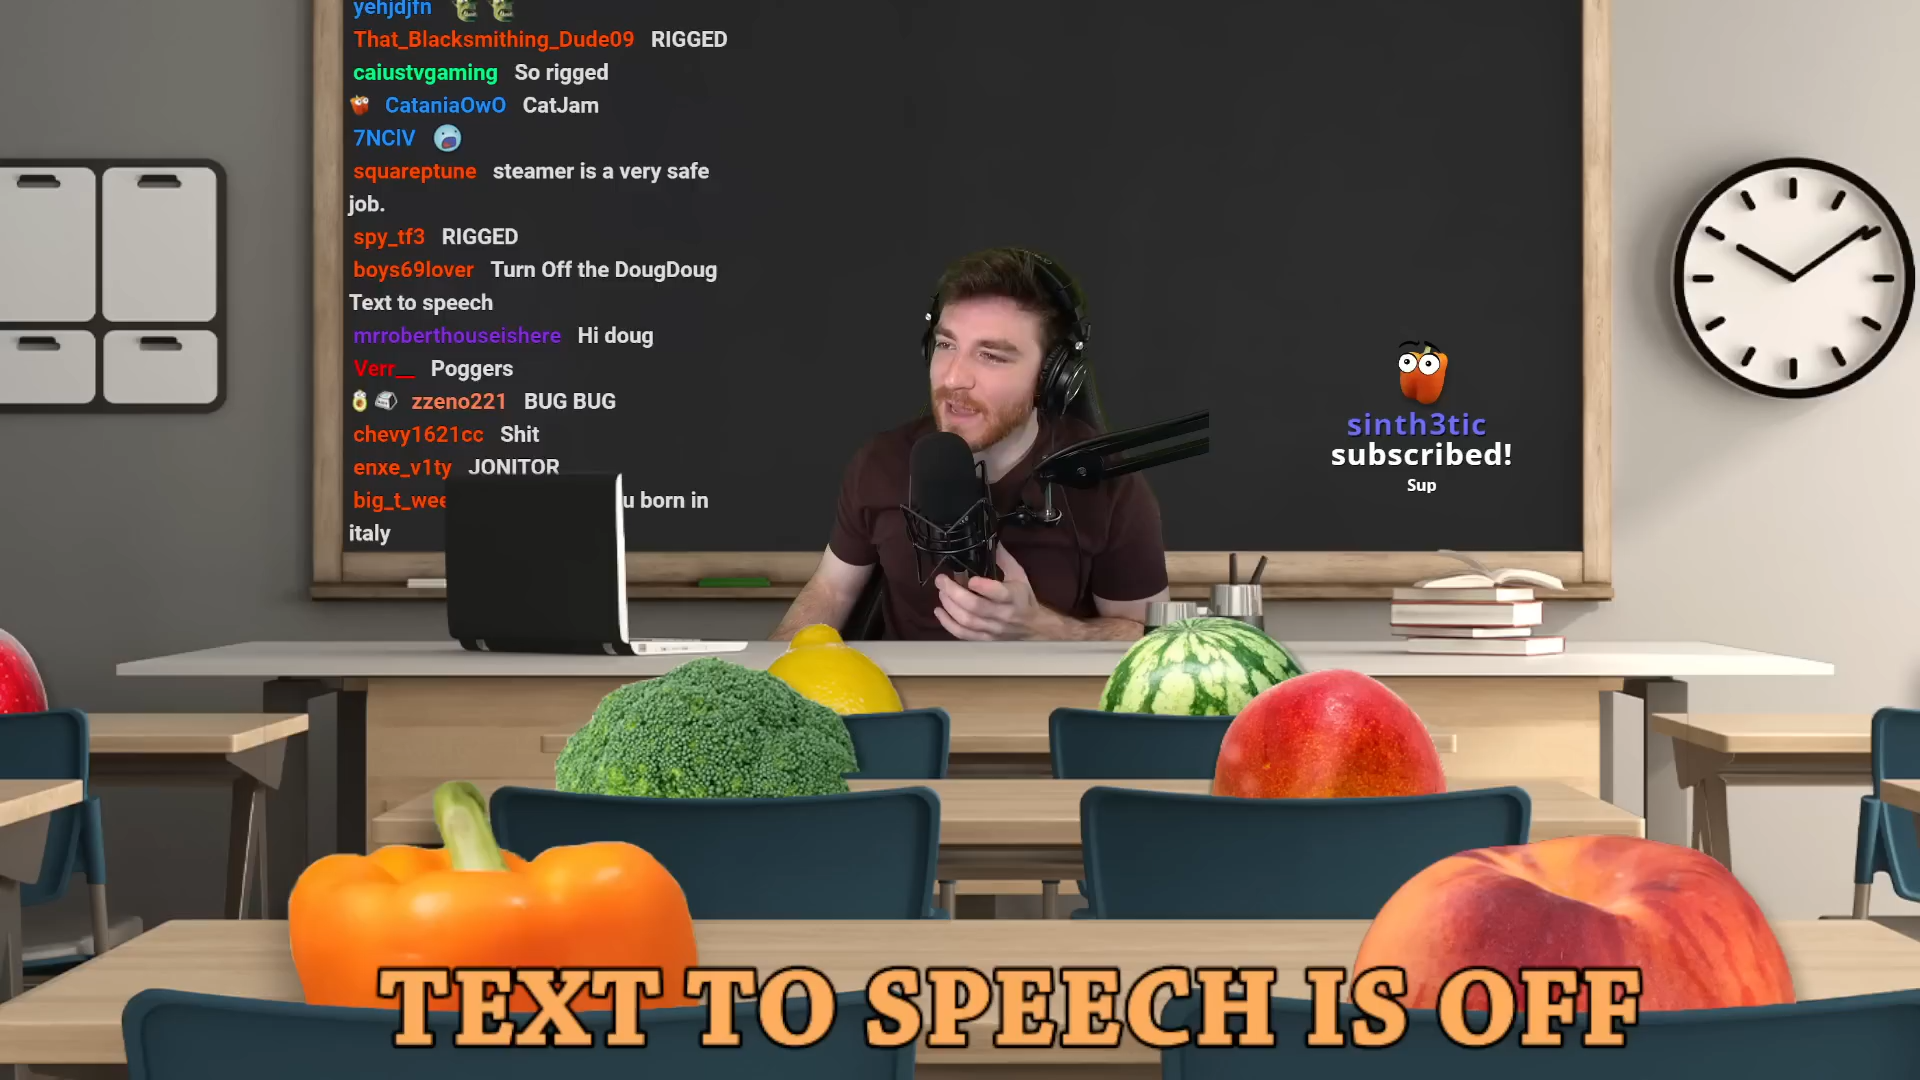 yehjdjfn
That_Blacksmithing_Dude09 RIGGED
caiustvgaming So rigged
CataniaOwO CatJam
7NClV
squareptune steamer is a very safe
job.
spy_tf3 RIGGED
boys69lover Turn Off the DougDoug
Text to speech
mrroberthouseishere Hi doug
Verr__ Poggers
zzeno221 BUG BUG
chevy1621cc Shit
enxe_v1ty JONITOR
big_t_wee u born in
italy
sinth3tic
subscribed!
Sup
TEXT TO SPEECH IS OFF